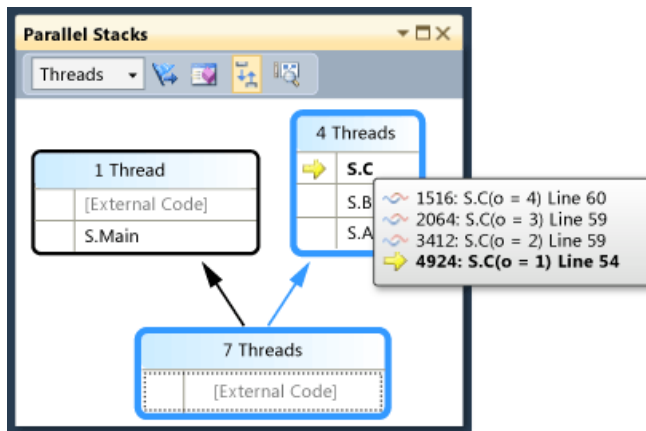 Parallel Stacks
Threads
1 Thread
[External Code]
S.Main
4 Threads
S.C
S.B
S.A
1516: S.C(o = 4) Line 60
2064: S.C(o = 3) Line 59
3412: S.C(o = 2) Line 59
4924: S.C(o = 1) Line 54
7 Threads
[External Code]